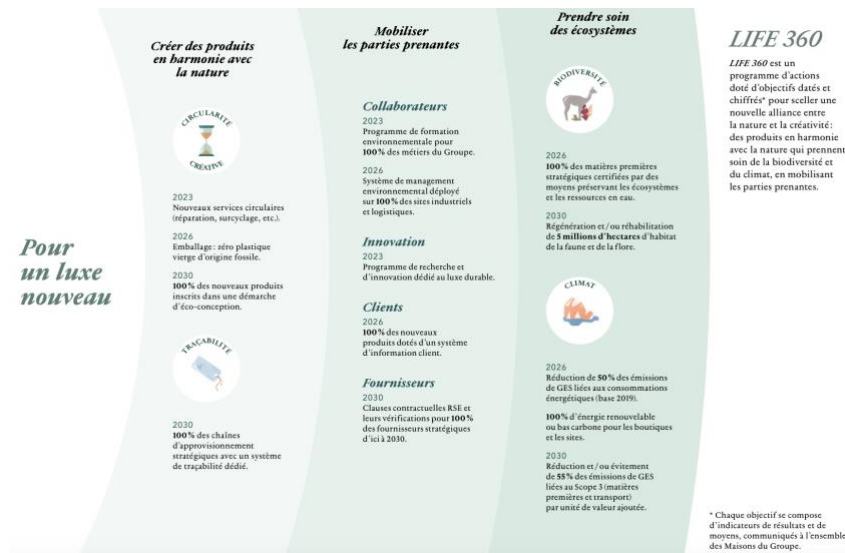 Pour
un luxe
nouveau
Créer des produits
en harmonie avec
la nature
CIRCULARITÉ
CRÉATIVE
2023
Nouveaux services circulaires
(réparation, surcyclage, etc.).
2026
Emballage : zéro plastique
vierge d'origine fossile.
2030
100% des nouveaux produits
inscrits dans une démarche
d'éco-conception.
TRAÇABILITÉ
2030
100% des chaînes
d'approvisionnement
stratégiques avec un système
de traçabilité dédié.
Mobiliser
les parties prenantes
Collaborateurs
2023
Programme de formation
environnementale pour
100% des métiers du Groupe.
2026
Système de management
environnemental déployé
sur 100% des sites industriels
et logistiques.
Innovation
2023
Programme de recherche et
d'innovation dédié au luxe durable.
Clients
2026
100% des nouveaux
produits dotés d'un système
d'information client.
Fournisseurs
2030
Clauses contractuelles RSE et
leurs vérifications pour 100%
des fournisseurs stratégiques
d'ici à 2030.
Prendre soin
des écosystèmes
BIODIVERSITÉ
2026
100% des matières premières
stratégiques certifiées par des
moyens préservant les écosystèmes
et les ressources en eau.
2030
Régénération et/ou réhabilitation
de 5 millions d'hectares d'habitat
de la faune et de la flore.
CLIMAT
2026
Réduction de 50% des émissions
de GES liées aux consommations
énergétiques (base 2019).
100% d'énergie renouvelable
ou bas carbone pour les boutiques
et les sites.
2030
Réduction et/ou évitement
de 55% des émissions de GES
liées au Scope 3 (matières
premières et transport)
par unité de valeur ajoutée.
LIFE 360
LIFE 360 est un
programme d'actions
doté d'objectifs datés et
chiffrés* pour sceller une
nouvelle alliance entre
la nature et la créativité :
des produits en harmonie
avec la nature qui prennent
soin de la biodiversité et
du climat, en mobilisant
les parties prenantes.
* Chaque objectif se compose
d'indicateurs de résultats et de
moyens, communiqués à l'ensemble
des Maisons du Groupe.